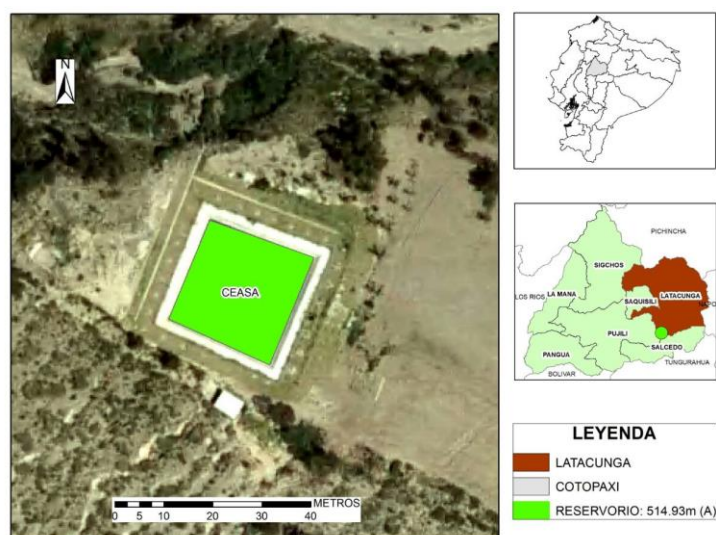 N
CEASA
METROS
0 5 10 20 30 40
PICHINCHA
SIGCHOS
LOS RIOS
LA MANA
SAQUISILI
LATACUNGA
NAPO
PUJILI
PANGUA
SALCEDO
TUNGURAHUA
BOLIVAR
LEYENDA
LATACUNGA
COTOPAXI
RESERVORIO: 514.93m (A)